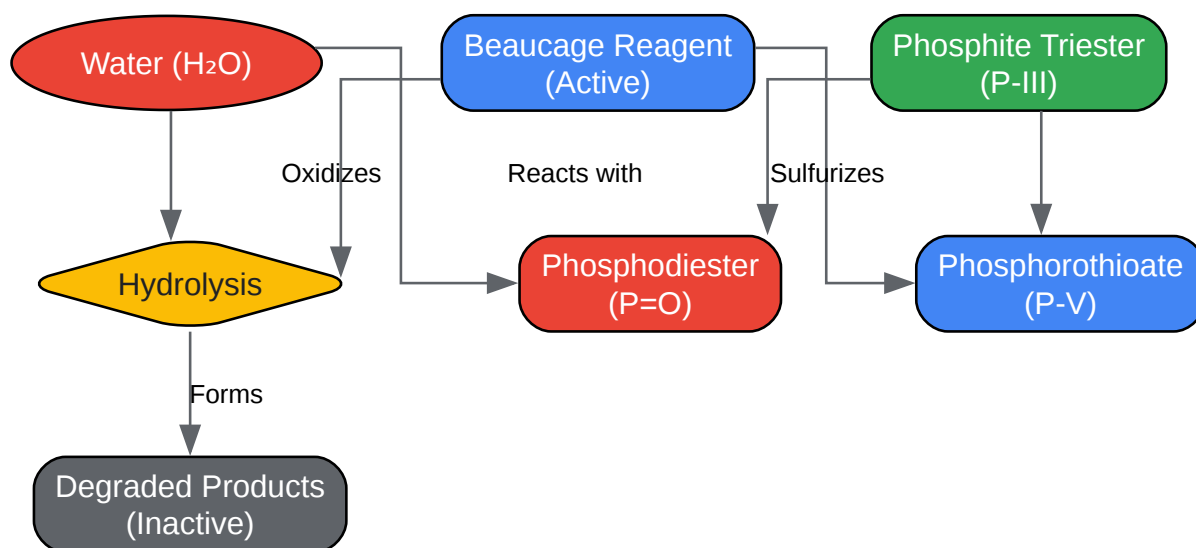 Water (H₂O)
Beaucage Reagent
(Active)
Phosphite Triester
(P-III)
Oxidizes
Reacts with
Sulfurizes
Hydrolysis
Phosphodiester
(P=O)
Phosphorothioate
(P-V)
Forms
Degraded Products
(Inactive)